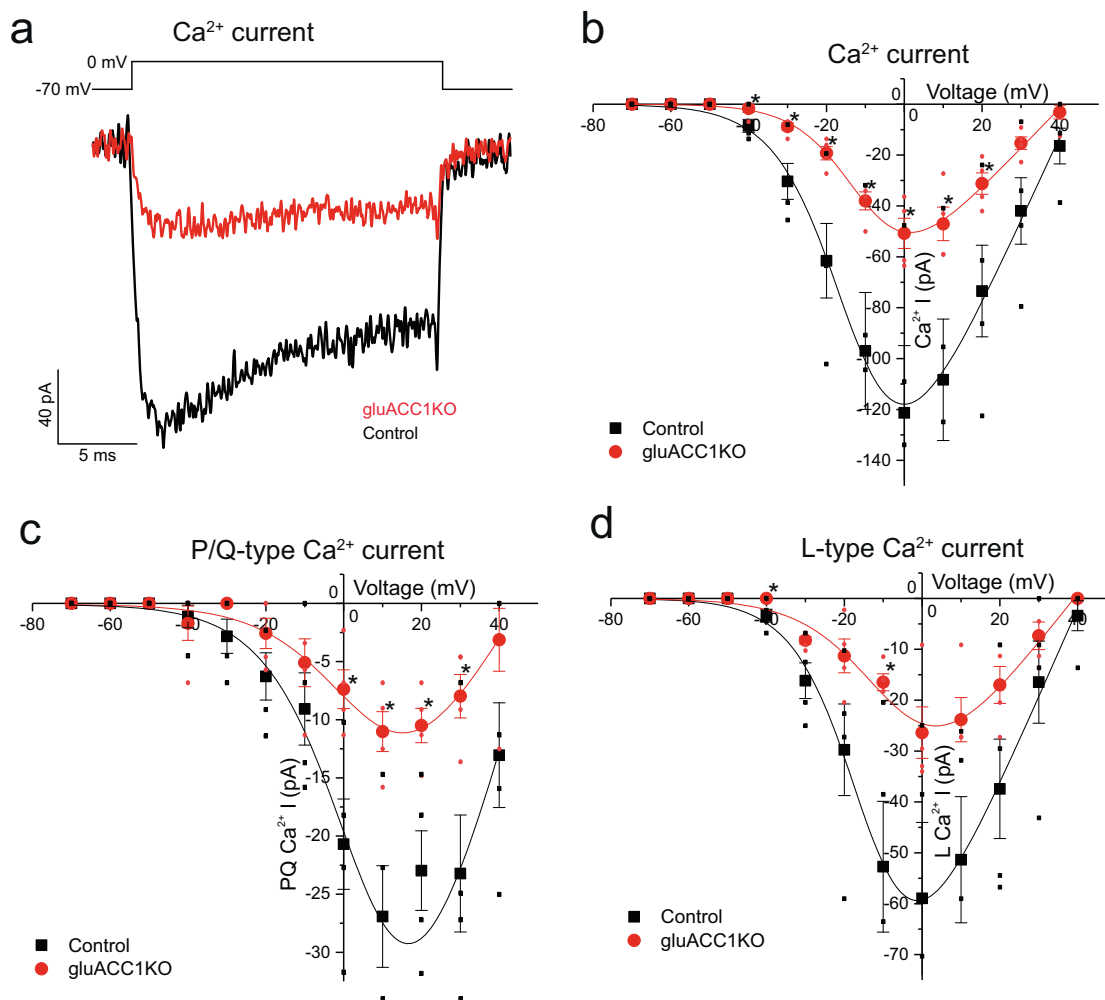 a
Ca²⁺ current
0 mV
-70 mV
40 pA
5 ms
gluACC1KO
Control
b
Ca²⁺ current
Voltage (mV)
0
-80 -60 -40 -20 0 20 40
* * * * * * *
-20
-40
-60
-80
-100
-120
-140
Ca²⁺ I (pA)
Control
gluACC1KO
c
P/Q-type Ca²⁺ current
Voltage (mV)
0
-80 -60 -40 -20 0 20 40
* * * *
-5
-10
-15
-20
-25
-30
PQ Ca²⁺ I (pA)
Control
gluACC1KO
d
L-type Ca²⁺ current
Voltage (mV)
0
-80 -60 -40 -20 0 20 40
* *
-10
-20
-30
-40
-50
-60
-70
L Ca²⁺ I (pA)
Control
gluACC1KO